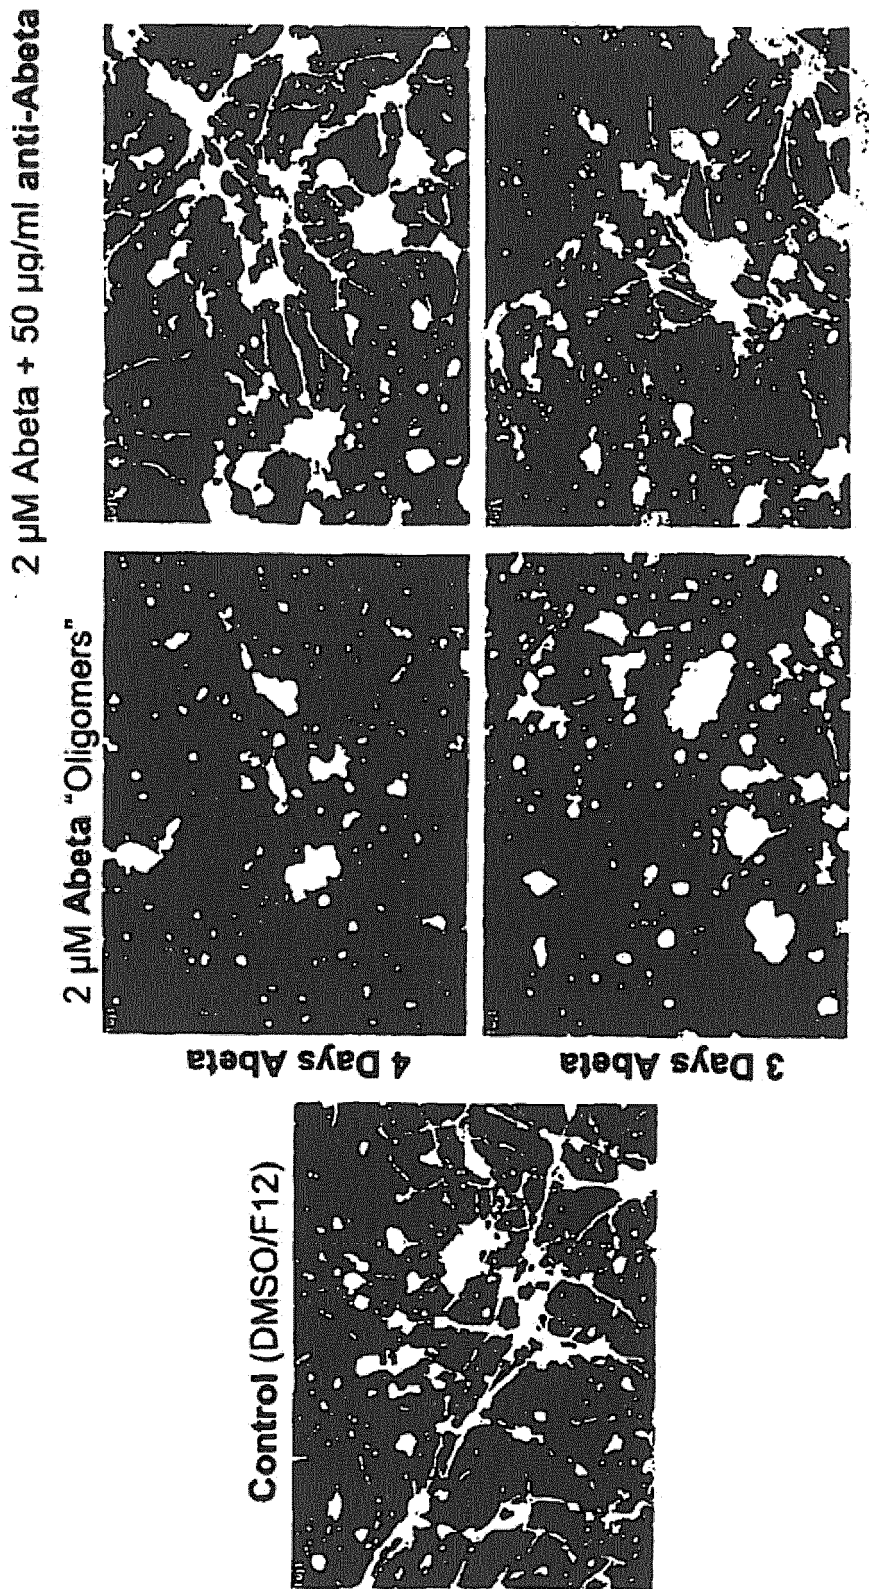 Control (DMSO/F12)
2 µM Abeta "Oligomers"
2 µM Abeta + 50 µg/ml anti-Abeta
4 Days Abeta
3 Days Abeta